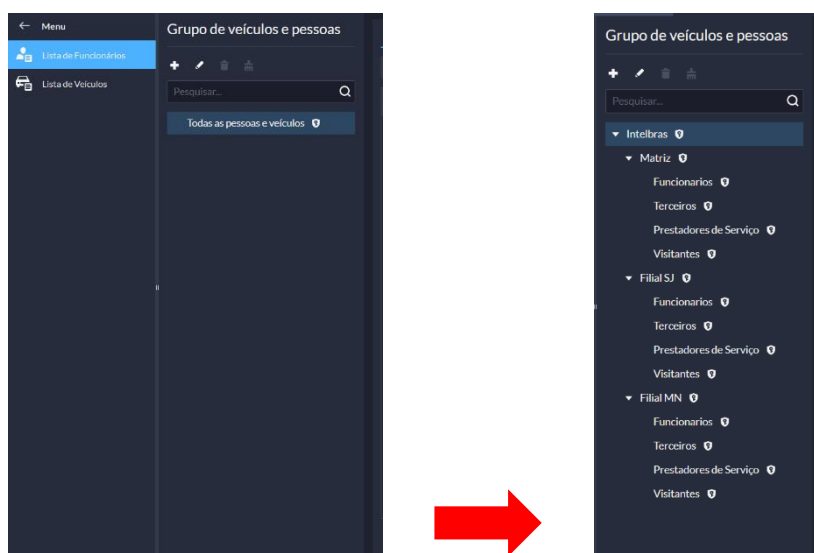 Menu
Lista de Funcionários
Lista de Veículos
Grupo de veículos e pessoas
Pesquisar...
Todas as pessoas e veículos
Grupo de veículos e pessoas
Pesquisar...
Intelbras
Matriz
Funcionarios
Terceiros
Prestadores de Serviço
Visitantes
Filial SJ
Funcionarios
Terceiros
Prestadores de Serviço
Visitantes
Filial MN
Funcionarios
Terceiros
Prestadores de Serviço
Visitantes